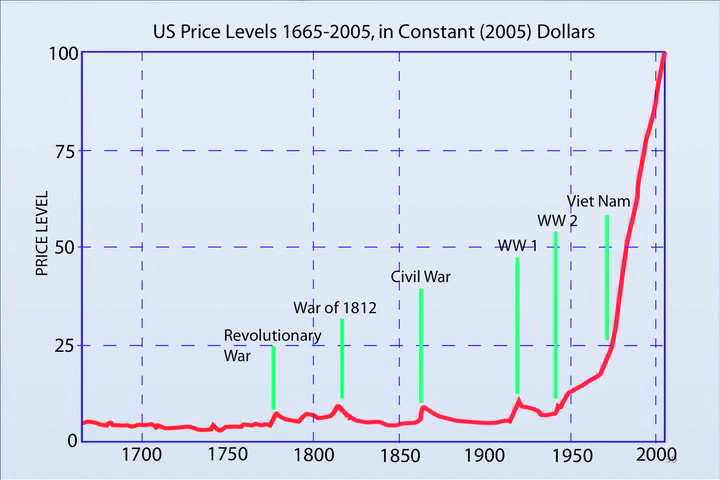 US Price Levels 1665-2005, in Constant (2005) Dollars
100
75
50
25
0
PRICE LEVEL
Viet Nam
WW 2
WW 1
Civil War
War of 1812
Revolutionary
War
1700
1750
1800
1850
1900
1950
2000